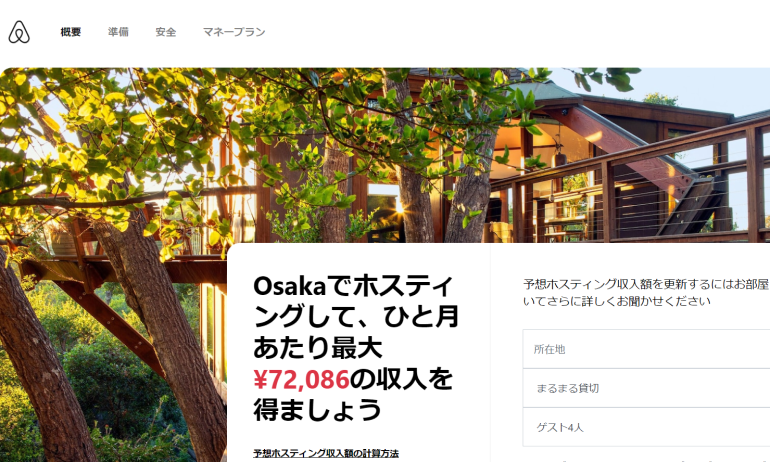 概要 準備 安全 マネープラン
Osakaでホスティ
ングして、ひと月
あたり最大
¥72,086の収入を
得ましょう
予想ホスティング収入額の計算方法
予想ホスティング収入額を更新するにはお部屋
いてさらに詳しくお聞かせください
所在地
まるまる貸切
ゲスト4人